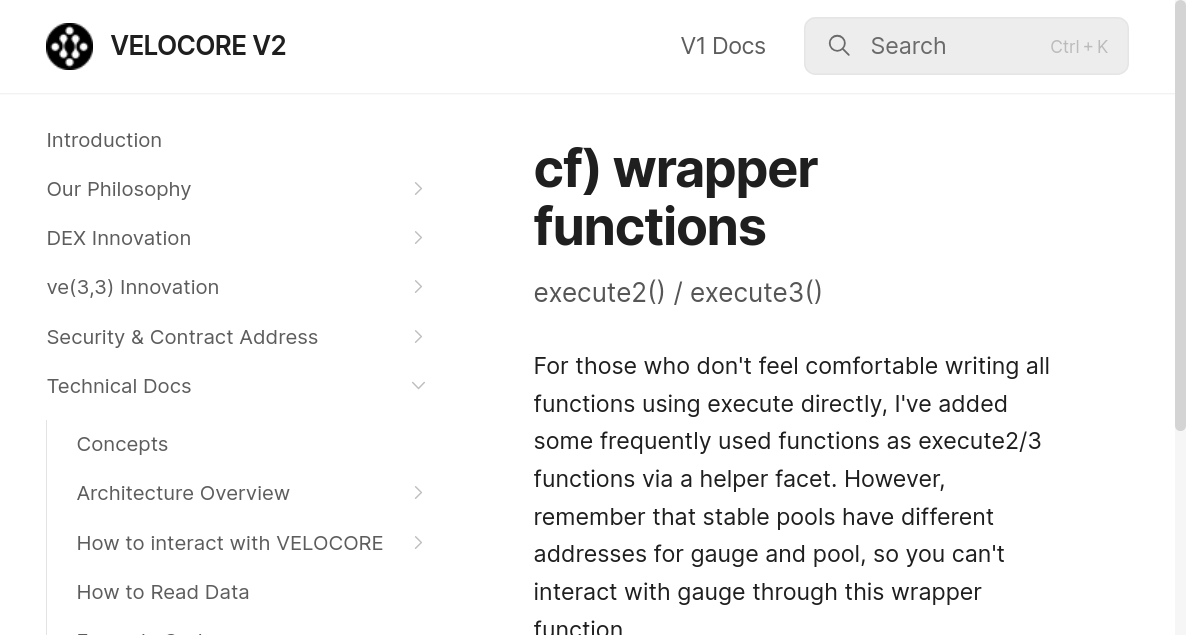 VELOCORE V2
V1 Docs
Search
Ctrl + K
Introduction
Our Philosophy
DEX Innovation
ve(3,3) Innovation
Security & Contract Address
Technical Docs
Concepts
Architecture Overview
How to interact with VELOCORE
How to Read Data
cf) wrapper
functions
execute2() / execute3()
For those who don't feel comfortable writing all
functions using execute directly, I've added
some frequently used functions as execute2/3
functions via a helper facet. However,
remember that stable pools have different
addresses for gauge and pool, so you can't
interact with gauge through this wrapper
function.